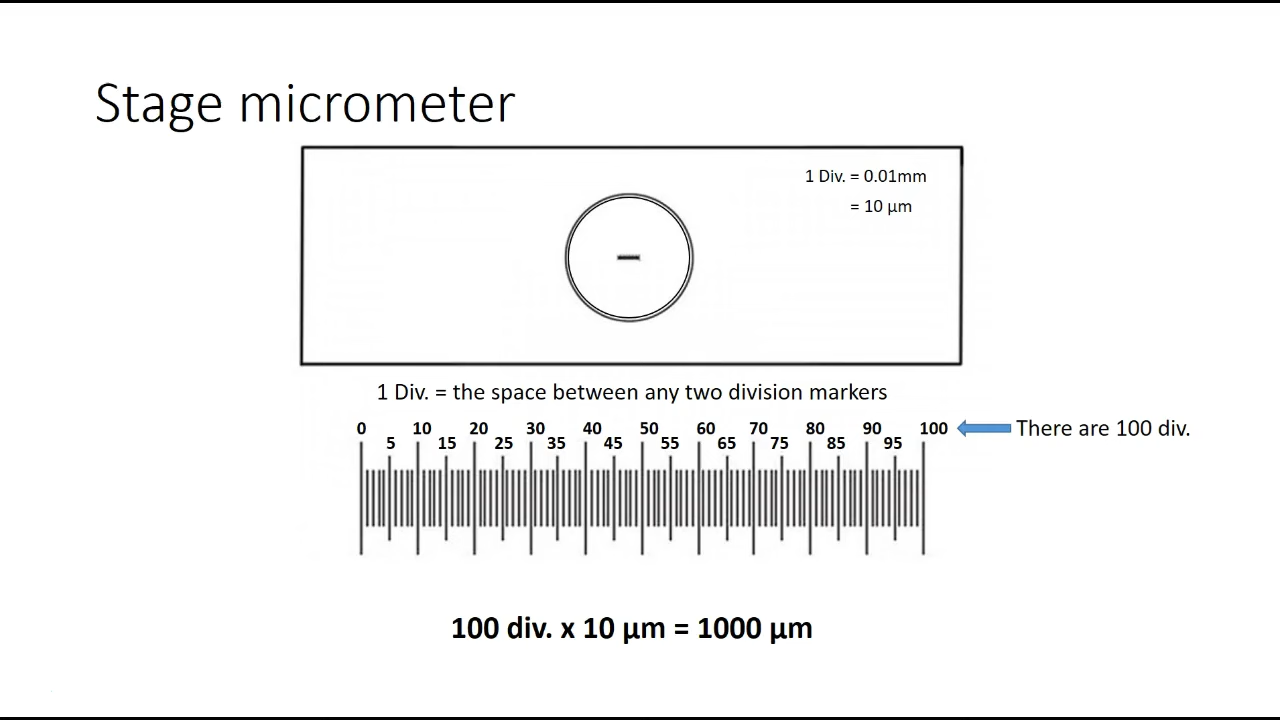 Stage micrometer
1 Div. = 0.01mm
= 10 µm
1 Div. = the space between any two division markers
0 10 20 30 40 50 60 70 80 90 100 There are 100 div.
5 15 25 35 45 55 65 75 85 95
100 div. x 10 µm = 1000 µm